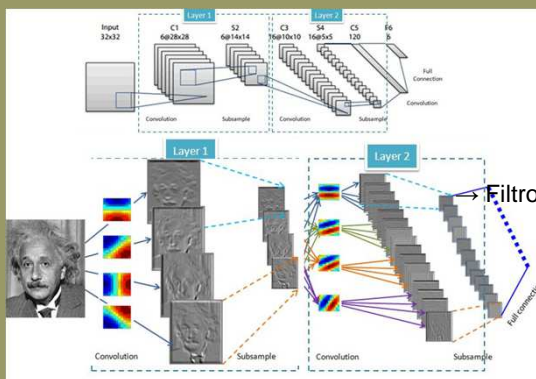 Layer 1 Layer 2
Input C1 S2 C3 S4 C5 F6
32x32 6@28x28 6@14x14 16@10x10 16@5x5 120 6
Full
Connection
Convolution
Convolution Subsample Convolution Subsample
Layer 1 Layer 2
→ Filtro
Full connection
Convolution Subsample Convolution Subsample